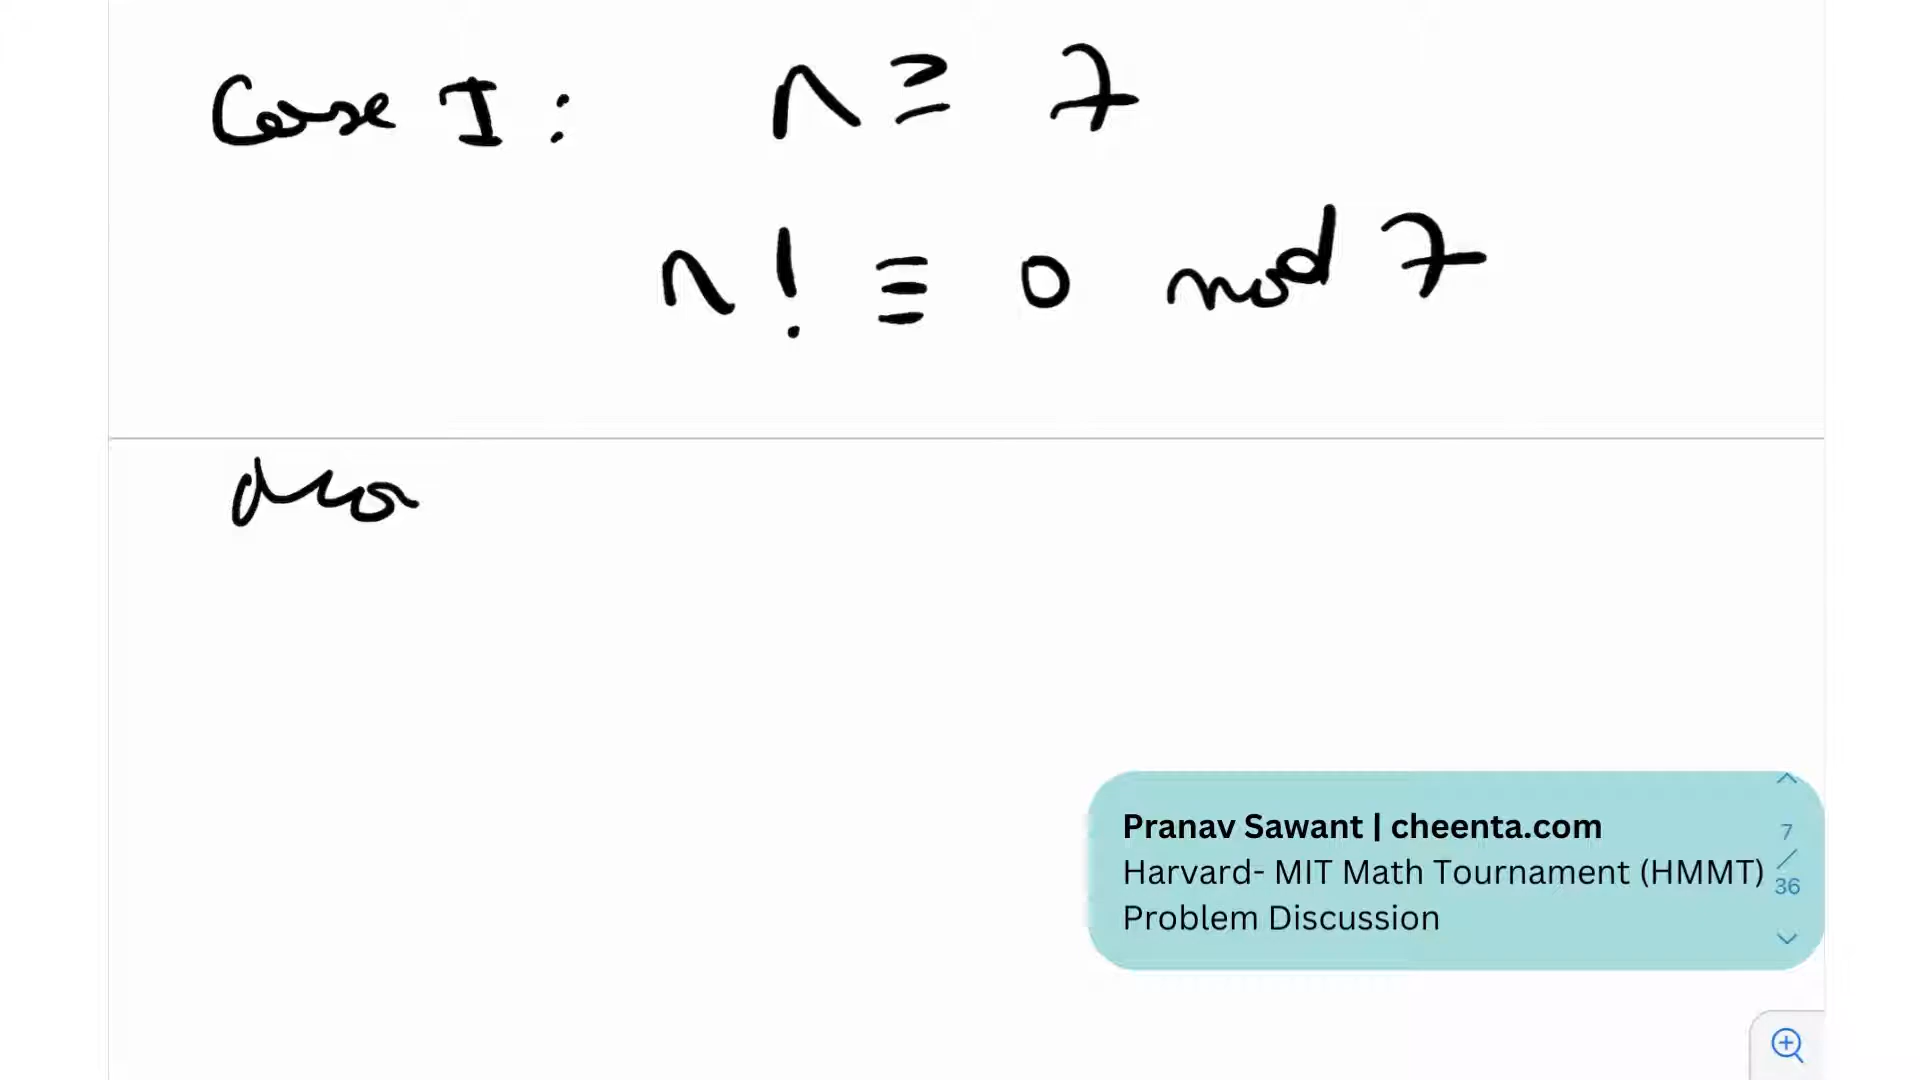 Case I : n ≥ 7
n! ≡ 0 mod 7
Pranav Sawant | cheenta.com
Harvard- MIT Math Tournament (HMMT)
Problem Discussion
7
/
36